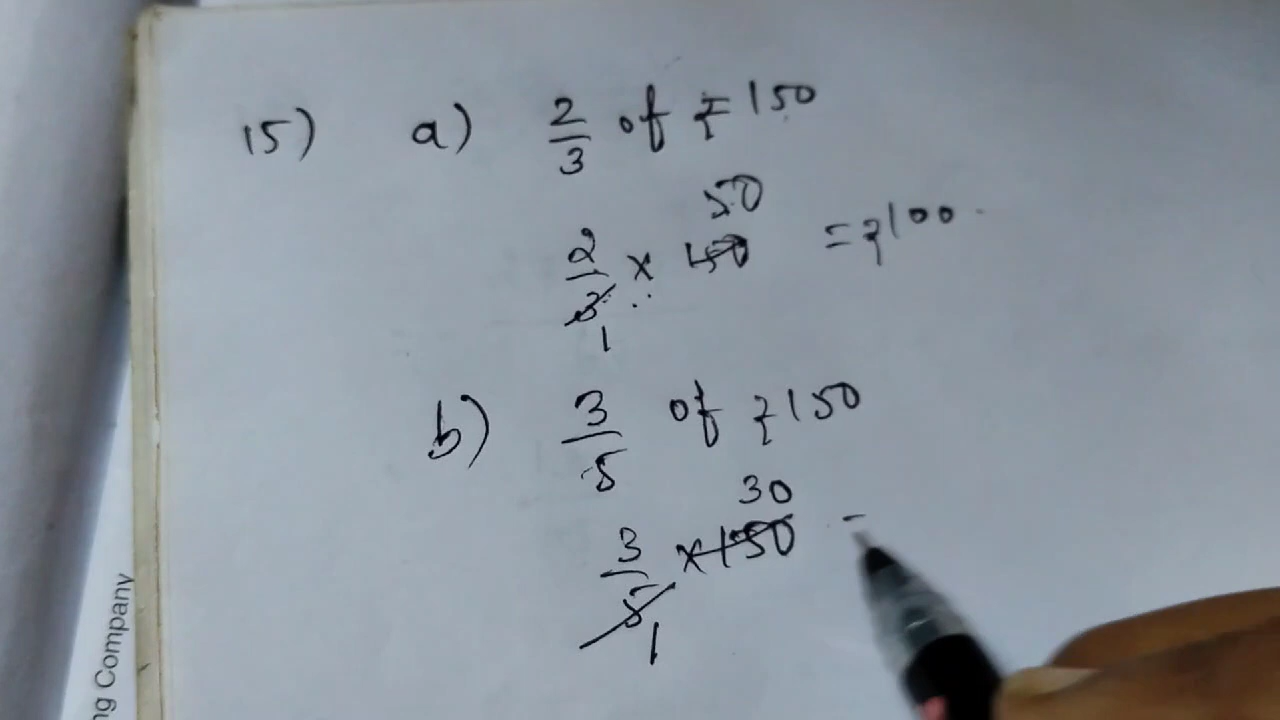 15) a) 2/3 of ₹150
50
2/3 × 150 = ₹100
1
b) 3/5 of ₹150
30
3/5 × 150 -
1
ng Company